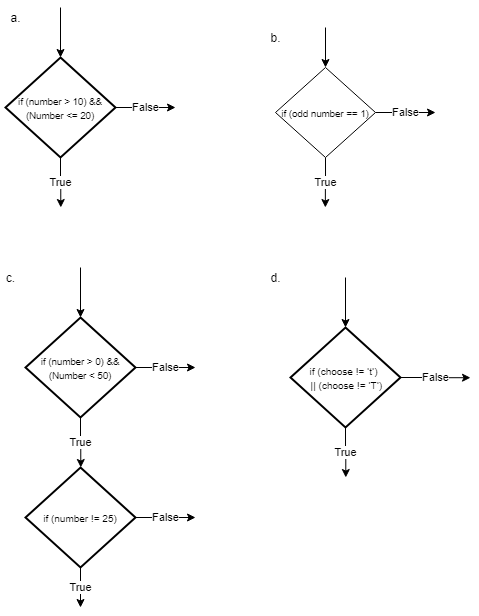 a.
if (number > 10) &&
(Number <= 20)
False
True
b.
if (odd number == 1)
False
True
c.
if (number > 0) &&
(Number < 50)
False
True
if (number != 25)
False
True
d.
if (choose != 't')
|| (choose != 'T')
False
True